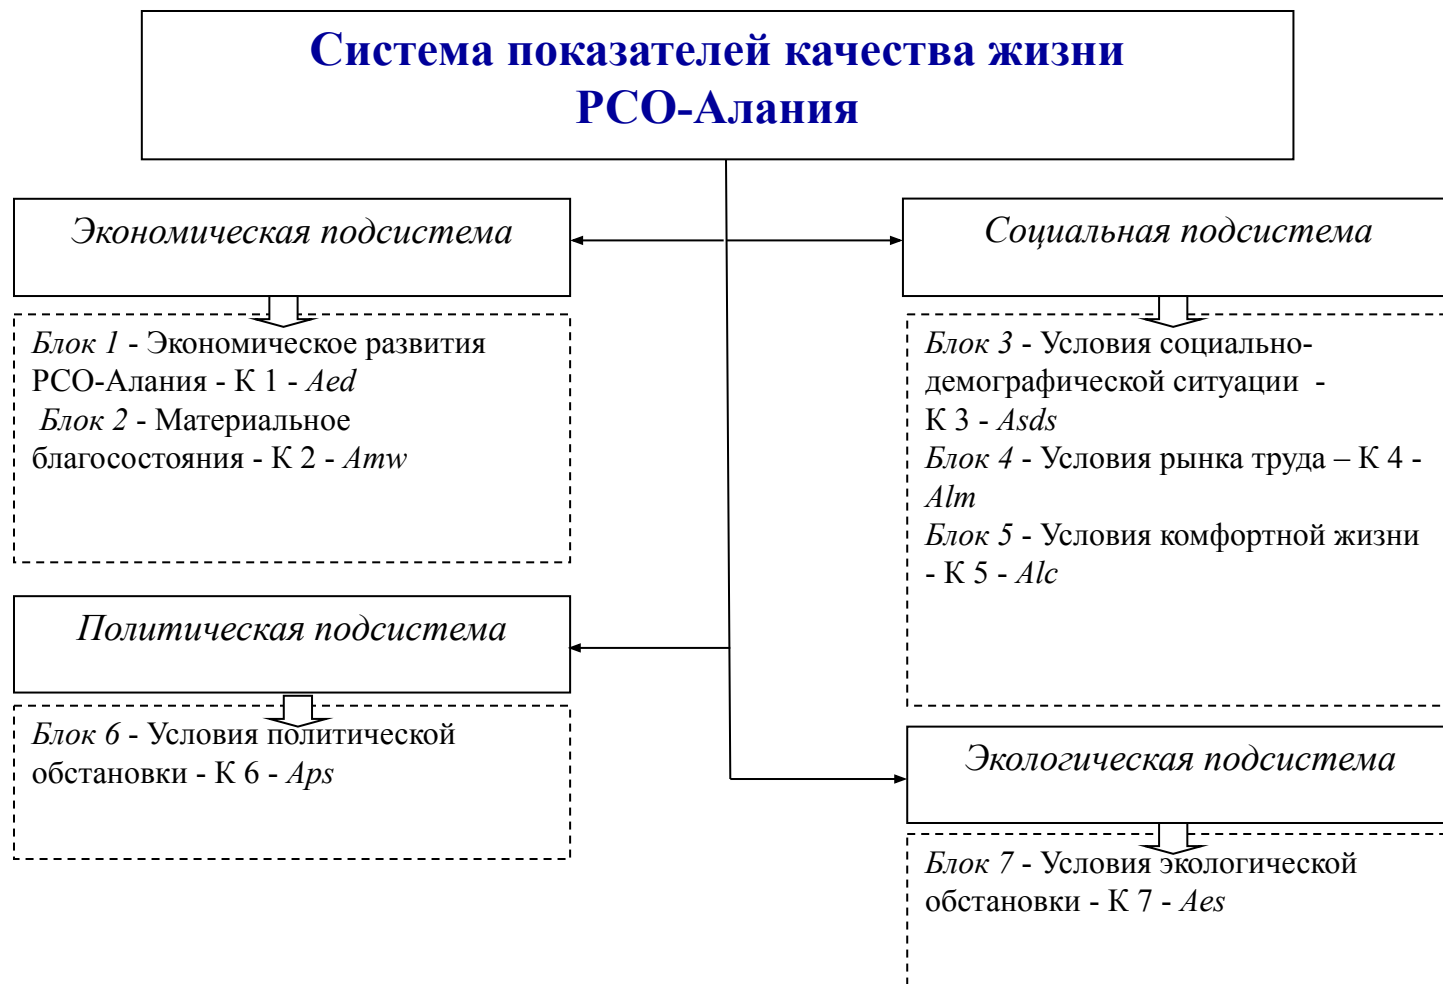 Система показателей качества жизни
РСО-Алания
Экономическая подсистема
Блок 1 - Экономическое развития
РСО-Алания - К 1 - Aed
Блок 2 - Материальное
благосостояния - К 2 - Amw
Социальная подсистема
Блок 3 - Условия социально-
демографической ситуации -
К 3 - Asds
Блок 4 - Условия рынка труда – К 4 -
Alm
Блок 5 - Условия комфортной жизни
- К 5 - Alc
Политическая подсистема
Блок 6 - Условия политической
обстановки - К 6 - Aps
Экологическая подсистема
Блок 7 - Условия экологической
обстановки - К 7 - Aes